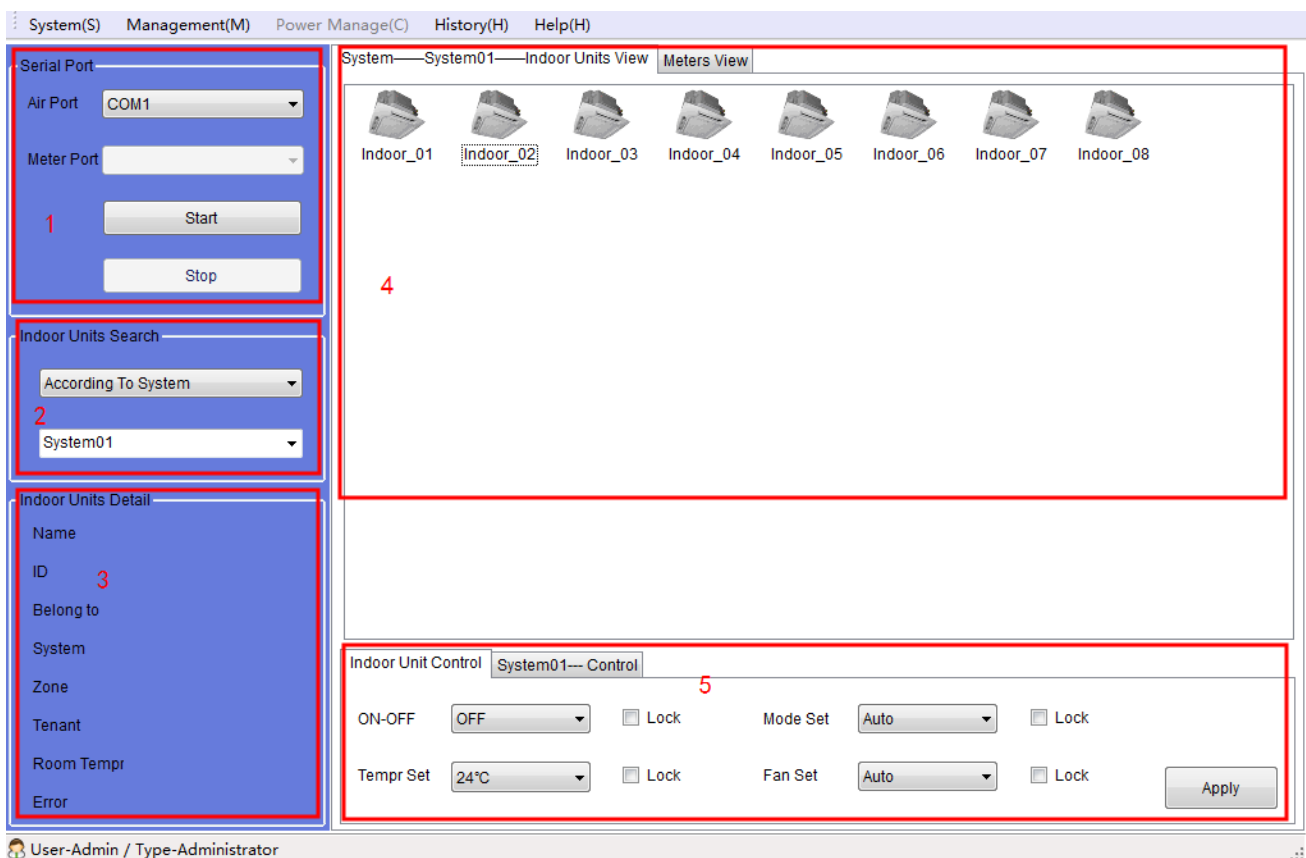 System(S) Management(M) Power Manage(C) History(H) Help(H)
Serial Port
Air Port COM1
Meter Port
1
Start
Stop
Indoor Units Search
According To System
2
System01
Indoor Units Detail
Name
ID
3
Belong to
System
Zone
Tenant
Room Tempr
Error
System——System01——Indoor Units View Meters View
Indoor_01 Indoor_02 Indoor_03 Indoor_04 Indoor_05 Indoor_06 Indoor_07 Indoor_08
4
Indoor Unit Control System01--- Control
5
ON-OFF OFF Lock Mode Set Auto Lock
Tempr Set 24℃ Lock Fan Set Auto Lock
Apply
User-Admin / Type-Administrator